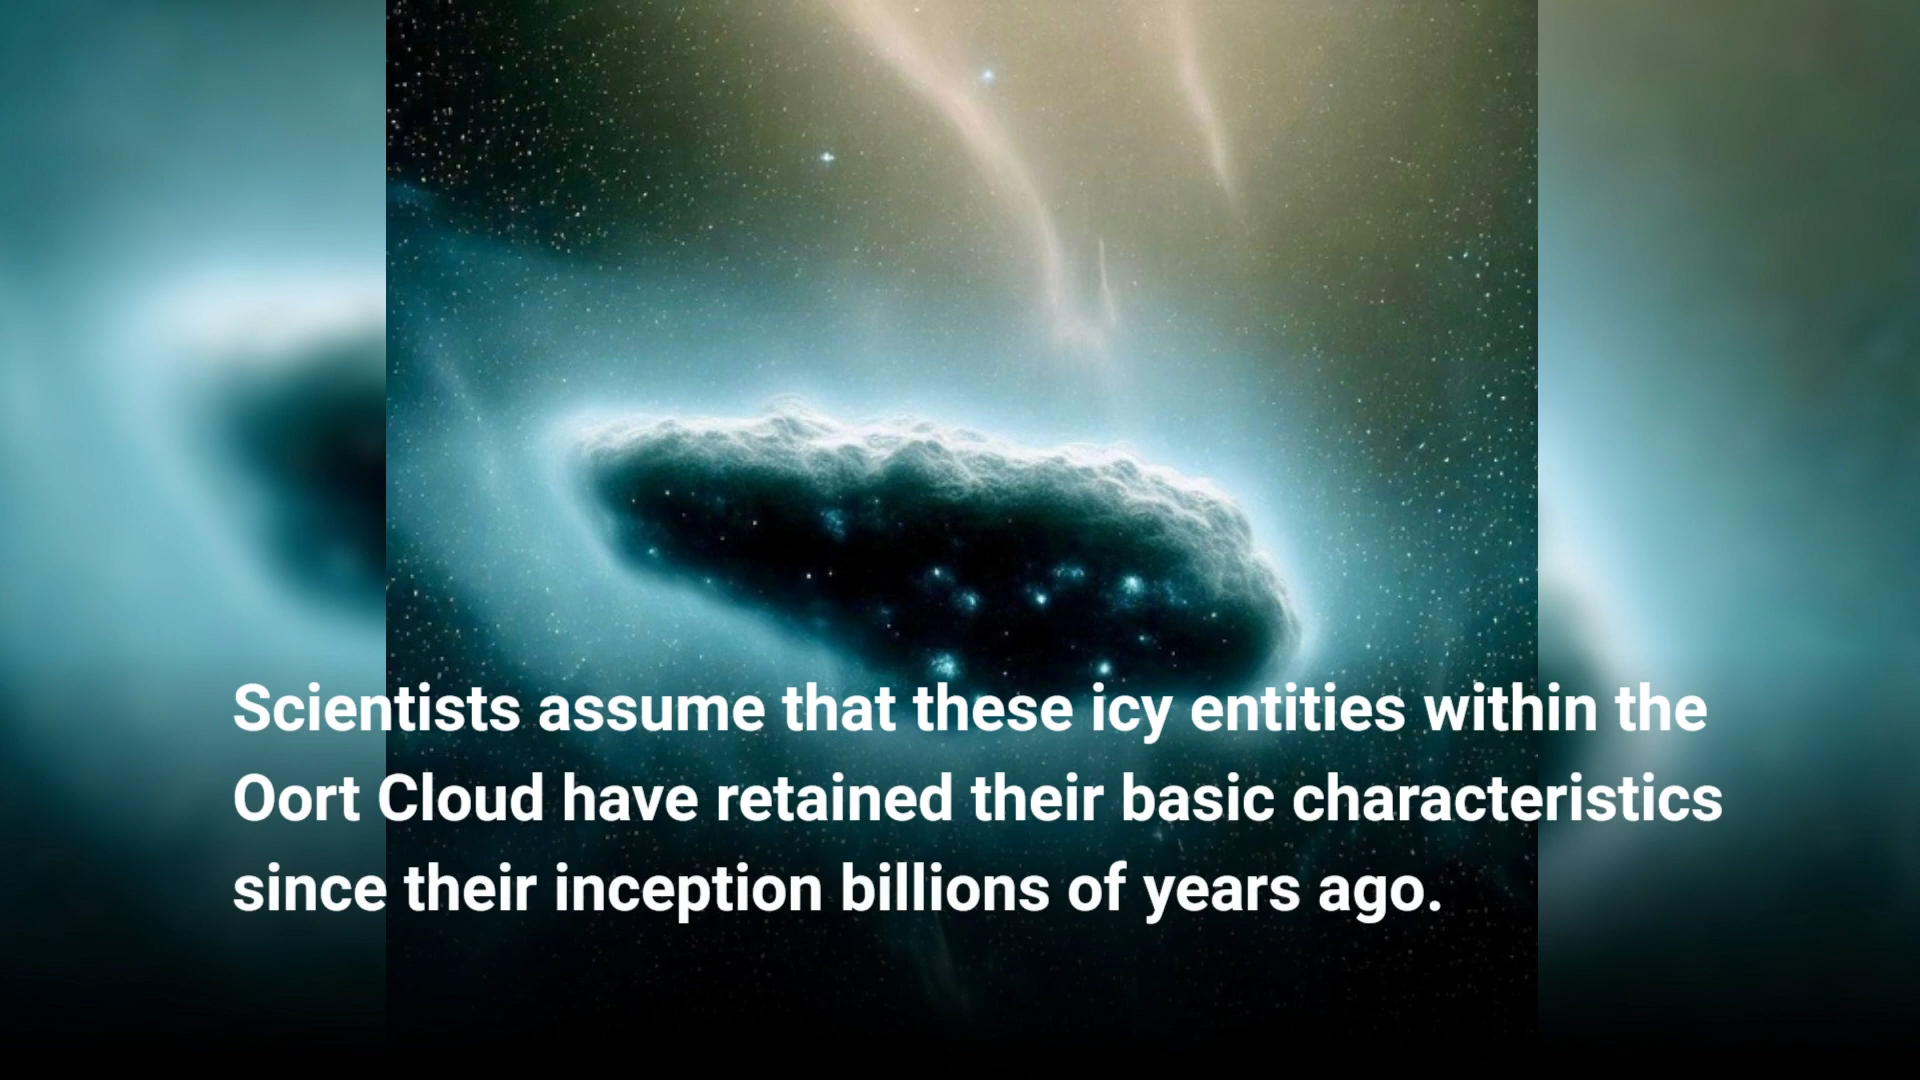 Scientists assume that these icy entities within the
Oort Cloud have retained their basic characteristics
since their inception billions of years ago.